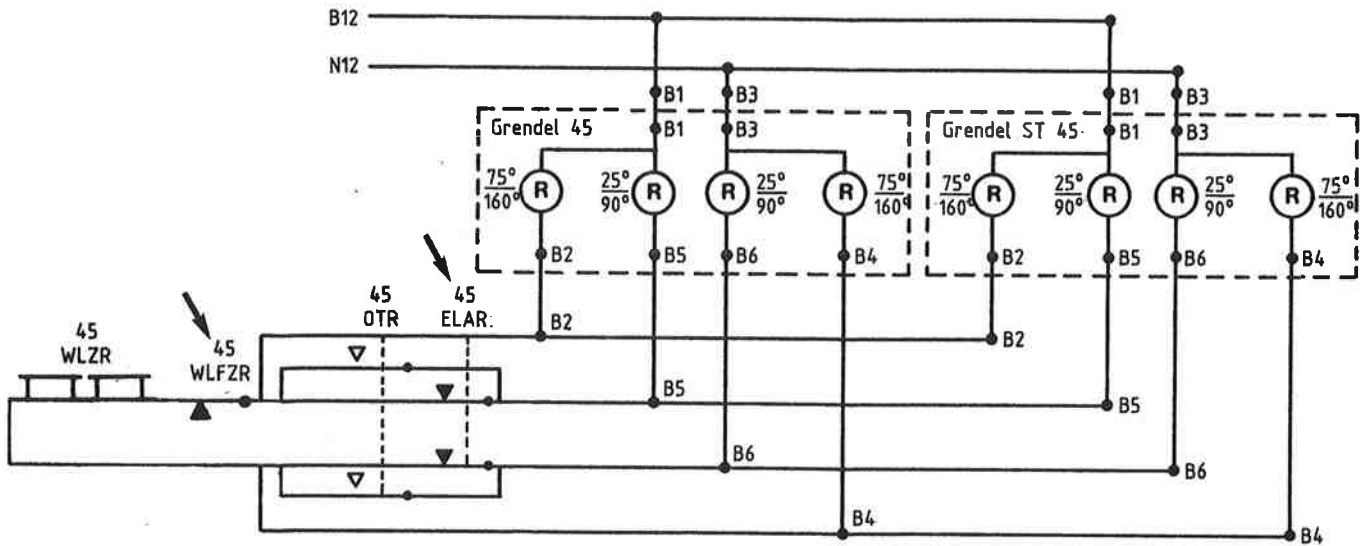 B12
N12
B1 B3 B1 B3
Grendel 45 B1 B3 Grendel ST 45 B1 B3
75° 160° R 25° 90° R R 25° 90° R 75° 160° 75° 160° R 25° 90° R R 25° 90° R 75° 160°
B2 B5 B6 B4 B2 B5 B6 B4
45 OTR
45 ELAR.
B2 B2
45 WLZR
45 WLFZR
B5 B5
B6 B6
B4 B4